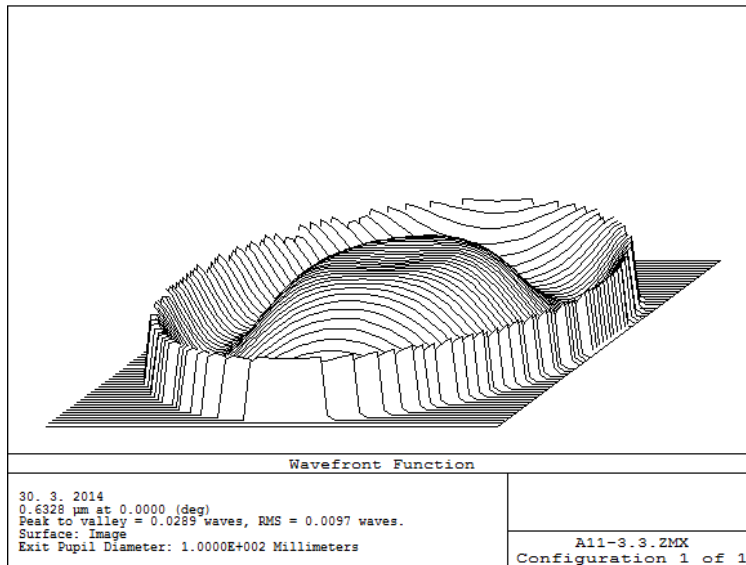 Wavefront Function
30. 3. 2014
0.6328 µm at 0.0000 (deg)
Peak to valley = 0.0289 waves, RMS = 0.0097 waves.
Surface: Image
Exit Pupil Diameter: 1.0000E+002 Millimeters
A11-3.3.ZMX
Configuration 1 of 1